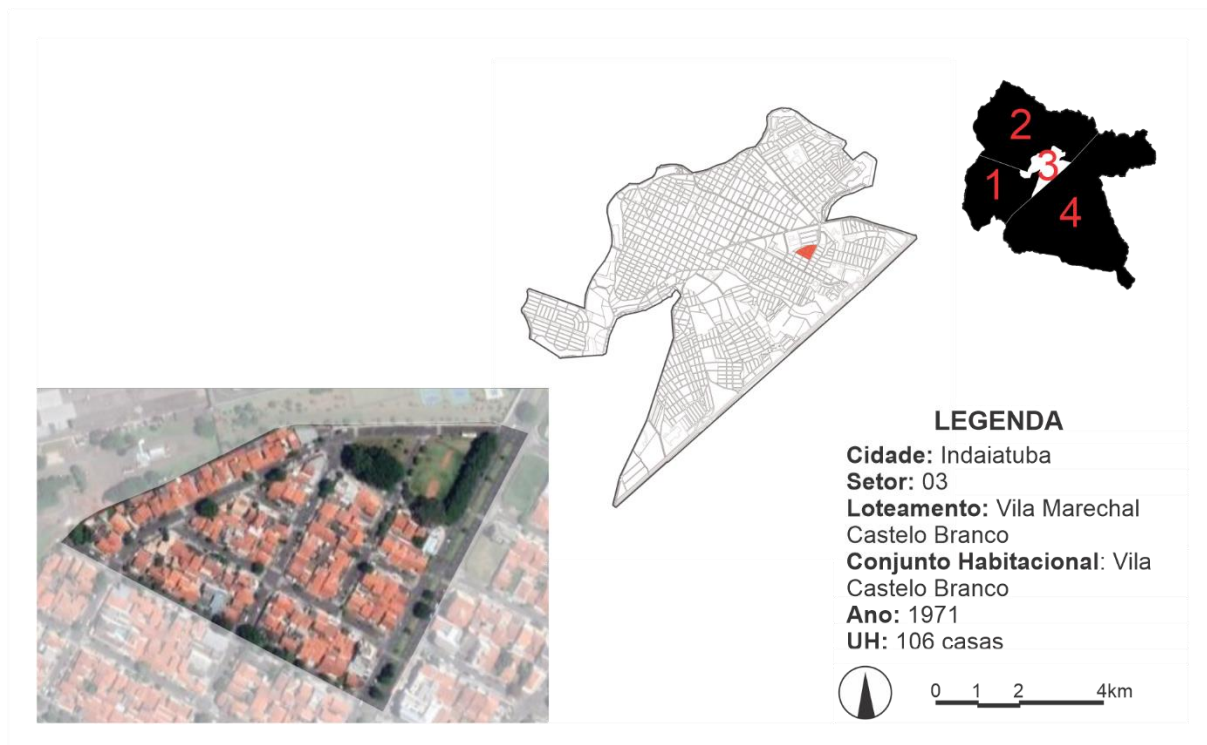 2
3
1
4
LEGENDA
Cidade: Indaiatuba
Setor: 03
Loteamento: Vila Marechal
Castelo Branco
Conjunto Habitacional: Vila
Castelo Branco
Ano: 1971
UH: 106 casas
0 1 2 4km